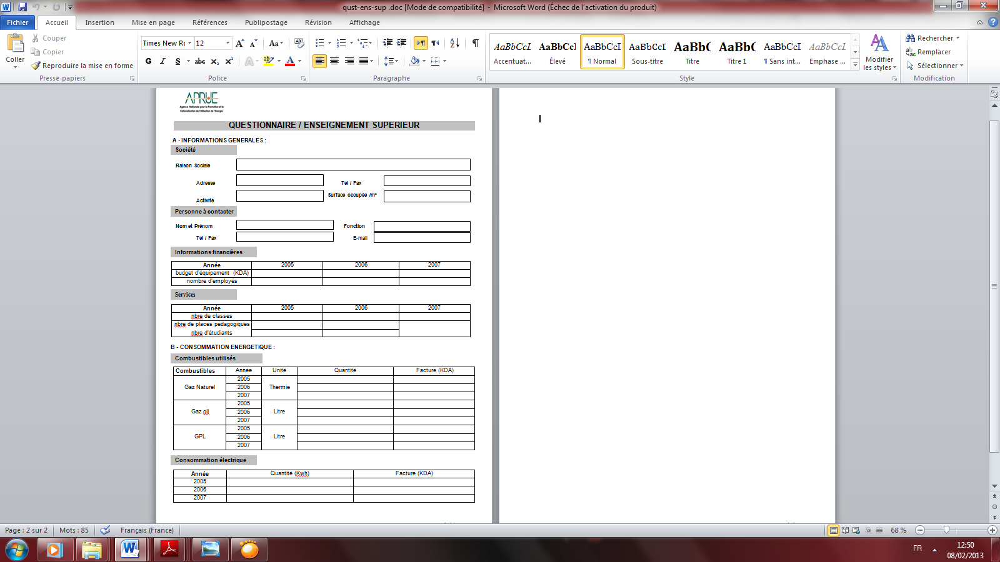 qust-ens-sup .doc [Mode de compatibilité] - Microsoft Word (Échec de l'activation du produit)
Fichier Accueil Insertion Mise en page Références Publipostage Révision Affichage
Coller
Couper
Copier
Reproduire la mise en forme
Presse-papiers
Times New Ro 12
G I S abc x₂ x²
Police
Paragraphe
AaBbCcI AaBbCcI AaBbCcI AaBbCcI AaBbC AaBbC AaBbCcI AaBbCcI
Accentuat... Élevé ¶ Normal Sous-titre Titre Titre 1 ¶ Sans int... Emphase ...
Modifier les styles
Style
Rechercher
Remplacer
Sélectionner
Modification
APRUE
Agence Nationale pour la Promotion et la
Rationalisation de l'Utilisation de l'Energie
QUESTIONNAIRE / ENSEIGNEMENT SUPERIEUR
A - INFORMATIONS GENERALES :
Société
Raison Sociale
Adresse Tel / Fax
Activité Surface occupée /m²
Personne à contacter
Nom et Prénom Fonction
Tel / Fax E-mail
Informations financières
Année 2005 2006 2007
budget d'équipement (KDA)
nombre d'employés
Services
Année 2005 2006 2007
nbre de classes
nbre de places pédagogiques
nbre d'étudiants
B - CONSOMMATION ENERGETIQUE :
Combustibles utilisés
Combustibles Année Unité Quantité Facture (KDA)
2005
Gaz Naturel 2006 Thermie
2007
2005
Gaz oil 2006 Litre
2007
2005
GPL 2006 Litre
2007
Consommation électrique
Année Quantité (Kwh) Facture (KDA)
2005
2006
2007
Page : 2 sur 2 Mots : 85 Français (France) 68 %
FR 12:50
08/02/2013